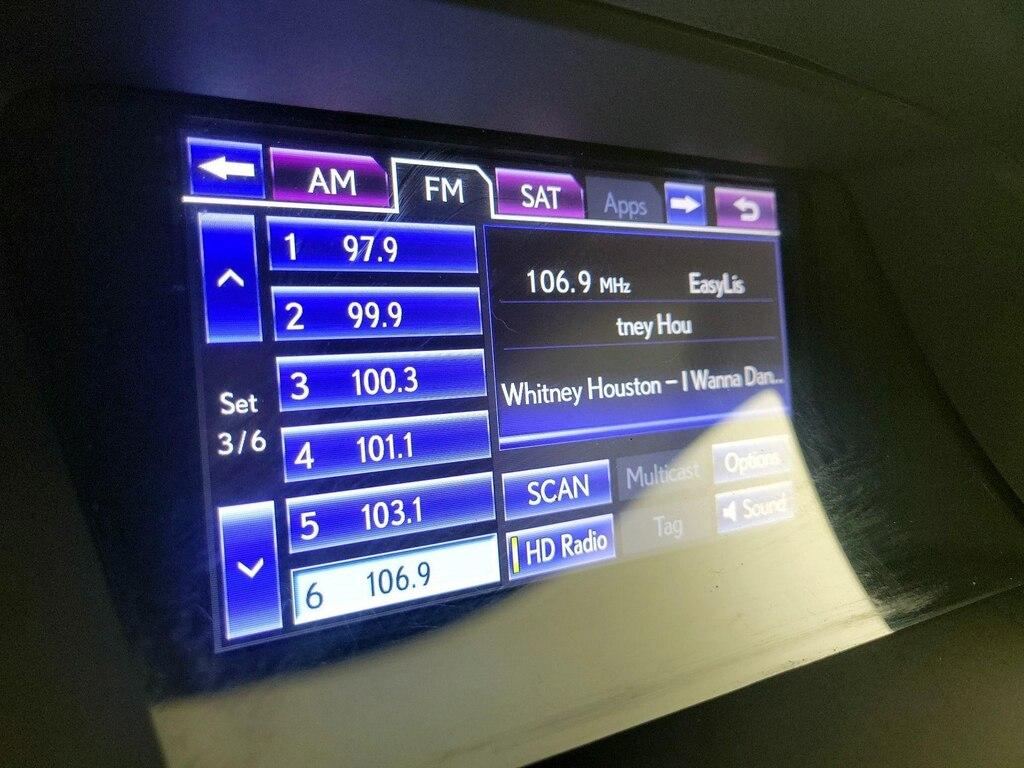 AM FM SAT Apps
1 97.9
2 99.9
3 100.3
4 101.1
5 103.1
6 106.9
Set
3/6
106.9 MHz EasyLis
tney Hou
Whitney Houston – I Wanna Dan...
SCAN Multicast Options
HD Radio Tag Sound